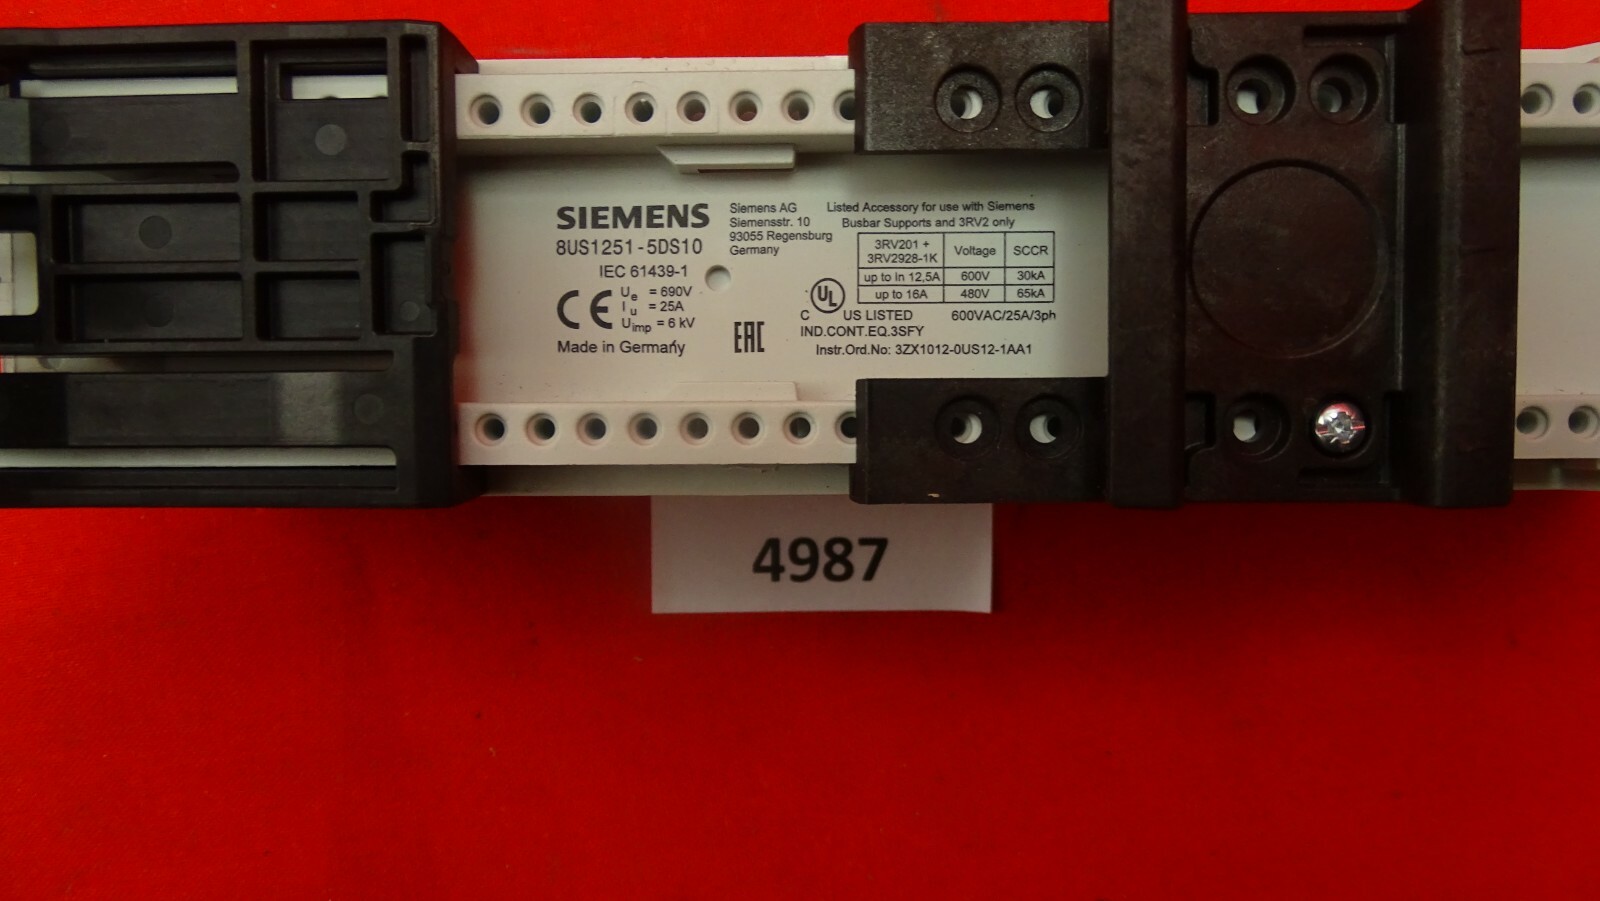 SIEMENS
8US1251-5DS10
IEC 61439-1
CE
Ue = 690V
Iu = 25A
Uimp = 6 kV
Made in Germany
EAC
Siemens AG
Siemensstr. 10
93055 Regensburg
Germany
Listed Accessory for use with Siemens
Busbar Supports and 3RV2 only
3RV201 + 3RV2928-1K Voltage SCCR
up to In 12,5A 600V 30kA
up to 16A 480V 65kA
UL
C US LISTED 600VAC/25A/3ph
IND.CONT.EQ.3SFY
Instr.Ord.No: 3ZX1012-0US12-1AA1
4987